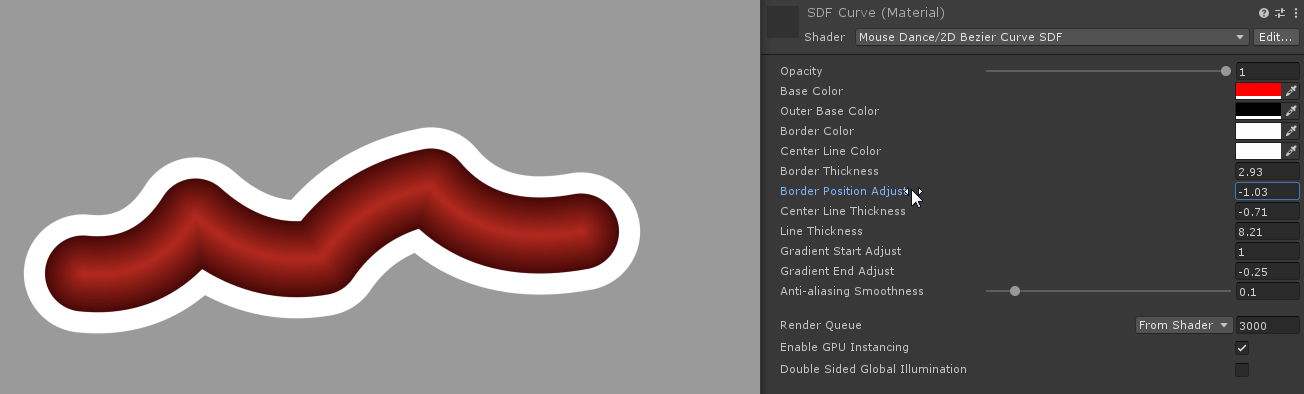 SDF Curve (Material)
Shader Mouse Dance/2D Bezier Curve SDF Edit...
Opacity 1
Base Color
Outer Base Color
Border Color
Center Line Color
Border Thickness 2.93
Border Position Adjust -1.03
Center Line Thickness -0.71
Line Thickness 8.21
Gradient Start Adjust 1
Gradient End Adjust -0.25
Anti-aliasing Smoothness 0.1
Render Queue From Shader 3000
Enable GPU Instancing
Double Sided Global Illumination